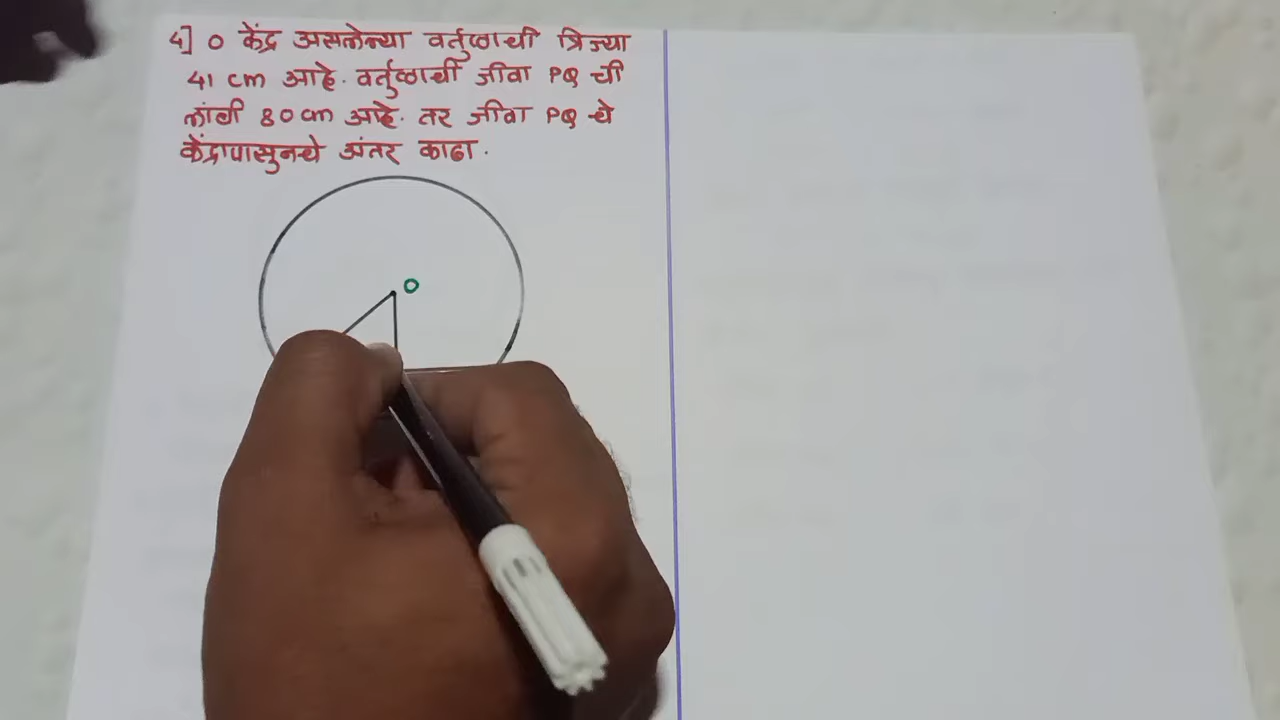 4] O केंद्र असलेल्या वर्तुळाची त्रिज्या
41 cm आहे. वर्तुळाची जीवा PQ ची
लांबी 80 cm आहे. तर जीवा PQ चे
केंद्रापासुनचे अंतर काढा.
O